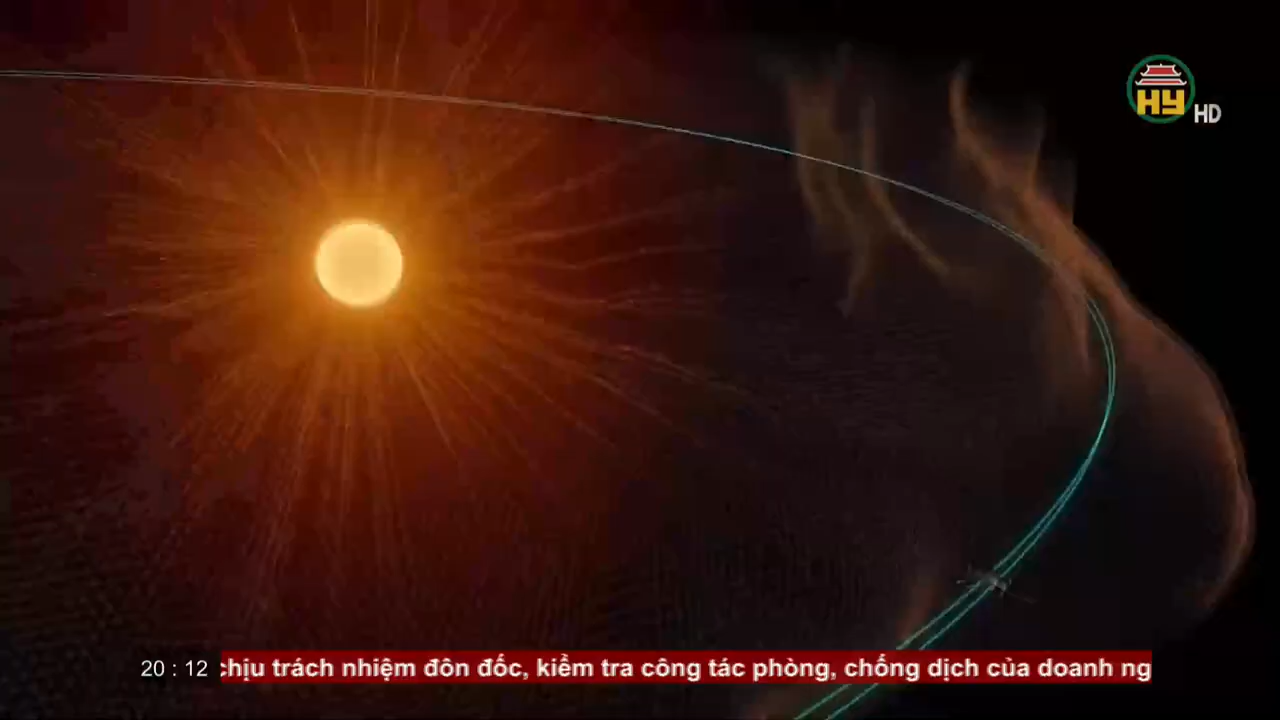 HY
HD
20 : 12
chịu trách nhiệm đôn đốc, kiểm tra công tác phòng, chống dịch của doanh ng